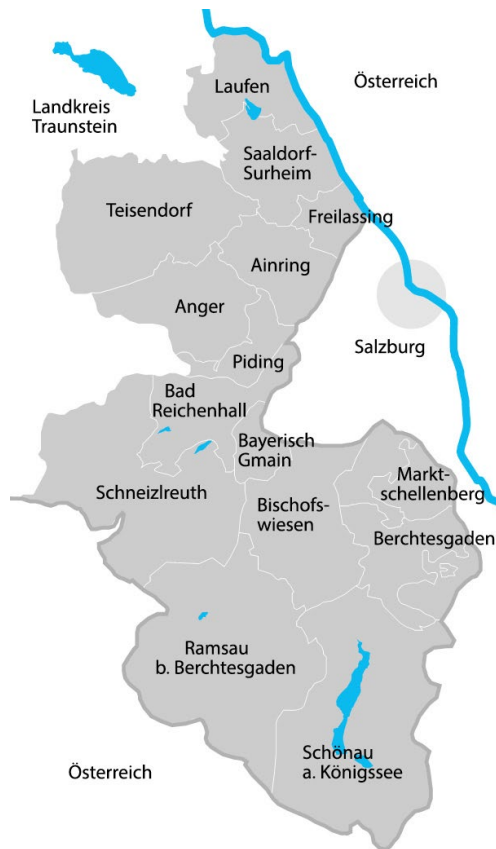 Laufen
Österreich
Landkreis
Traunstein
Saaldorf-
Surheim
Teisendorf
Freilassing
Ainring
Anger
Salzburg
Piding
Bad
Reichenhall
Bayerisch
Gmain
Markt-
schellenberg
Schneizlreuth
Bischofs-
wiesen
Berchtesgaden
Ramsau
b. Berchtesgaden
Schönau
a. Königssee
Österreich